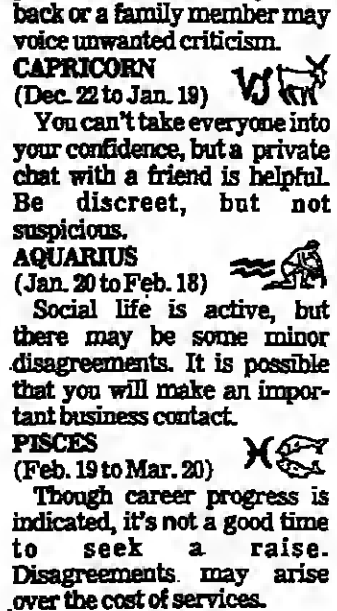 back or a family member may
voice unwanted criticism.
CAPRICORN
(Dec. 22 to Jan. 19)
You can't take everyone into
your confidence, but a private
chat with a friend is helpful.
Be discreet, but not
suspicious.
AQUARIUS
(Jan. 20 to Feb. 18)
Social life is active, but
there may be some minor
disagreements. It is possible
that you will make an impor-
tant business contact.
PISCES
(Feb. 19 to Mar. 20)
Though career progress is
indicated, it's not a good time
to seek a raise.
Disagreements may arise
over the cost of services.